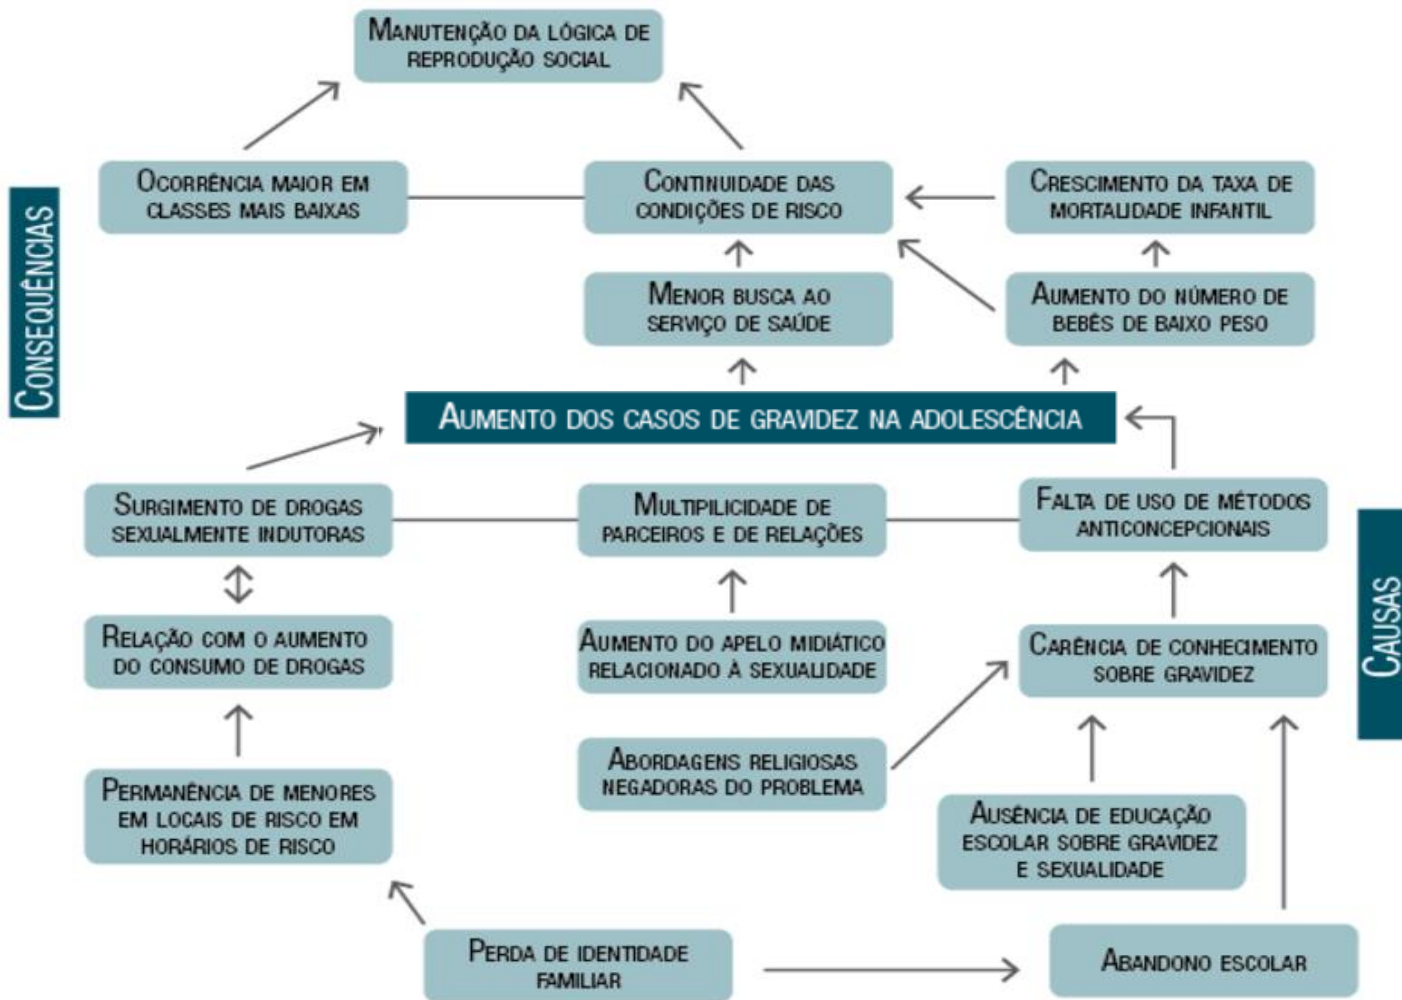 MANUTENÇÃO DA LÓGICA DE
REPRODUÇÃO SOCIAL
OCORRÊNCIA MAIOR EM
CLASSES MAIS BAIXAS
CONTINUIDADE DAS
CONDIÇÕES DE RISCO
CRESCIMENTO DA TAXA DE
MORTALIDADE INFANTIL
CONSEQUÊNCIAS
MENOR BUSCA AO
SERVIÇO DE SAÚDE
AUMENTO DO NÚMERO DE
BEBÊS DE BAIXO PESO
AUMENTO DOS CASOS DE GRAVIDEZ NA ADOLESCÊNCIA
SURGIMENTO DE DROGAS
SEXUALMENTE INDUTORAS
MULTIPILICIDADE DE
PARCEIROS E DE RELAÇÕES
FALTA DE USO DE MÉTODOS
ANTICONCEPCIONAIS
CAUSAS
RELAÇÃO COM O AUMENTO
DO CONSUMO DE DROGAS
AUMENTO DO APELO MIDIÁTICO
RELACIONADO À SEXUALIDADE
CARÊNCIA DE CONHECIMENTO
SOBRE GRAVIDEZ
PERMANÊNCIA DE MENORES
EM LOCAIS DE RISCO EM
HORÁRIOS DE RISCO
ABORDAGENS RELIGIOSAS
NEGADORAS DO PROBLEMA
AUSÊNCIA DE EDUCAÇÃO
ESCOLAR SOBRE GRAVIDEZ
E SEXUALIDADE
PERDA DE IDENTIDADE
FAMILIAR
ABANDONO ESCOLAR